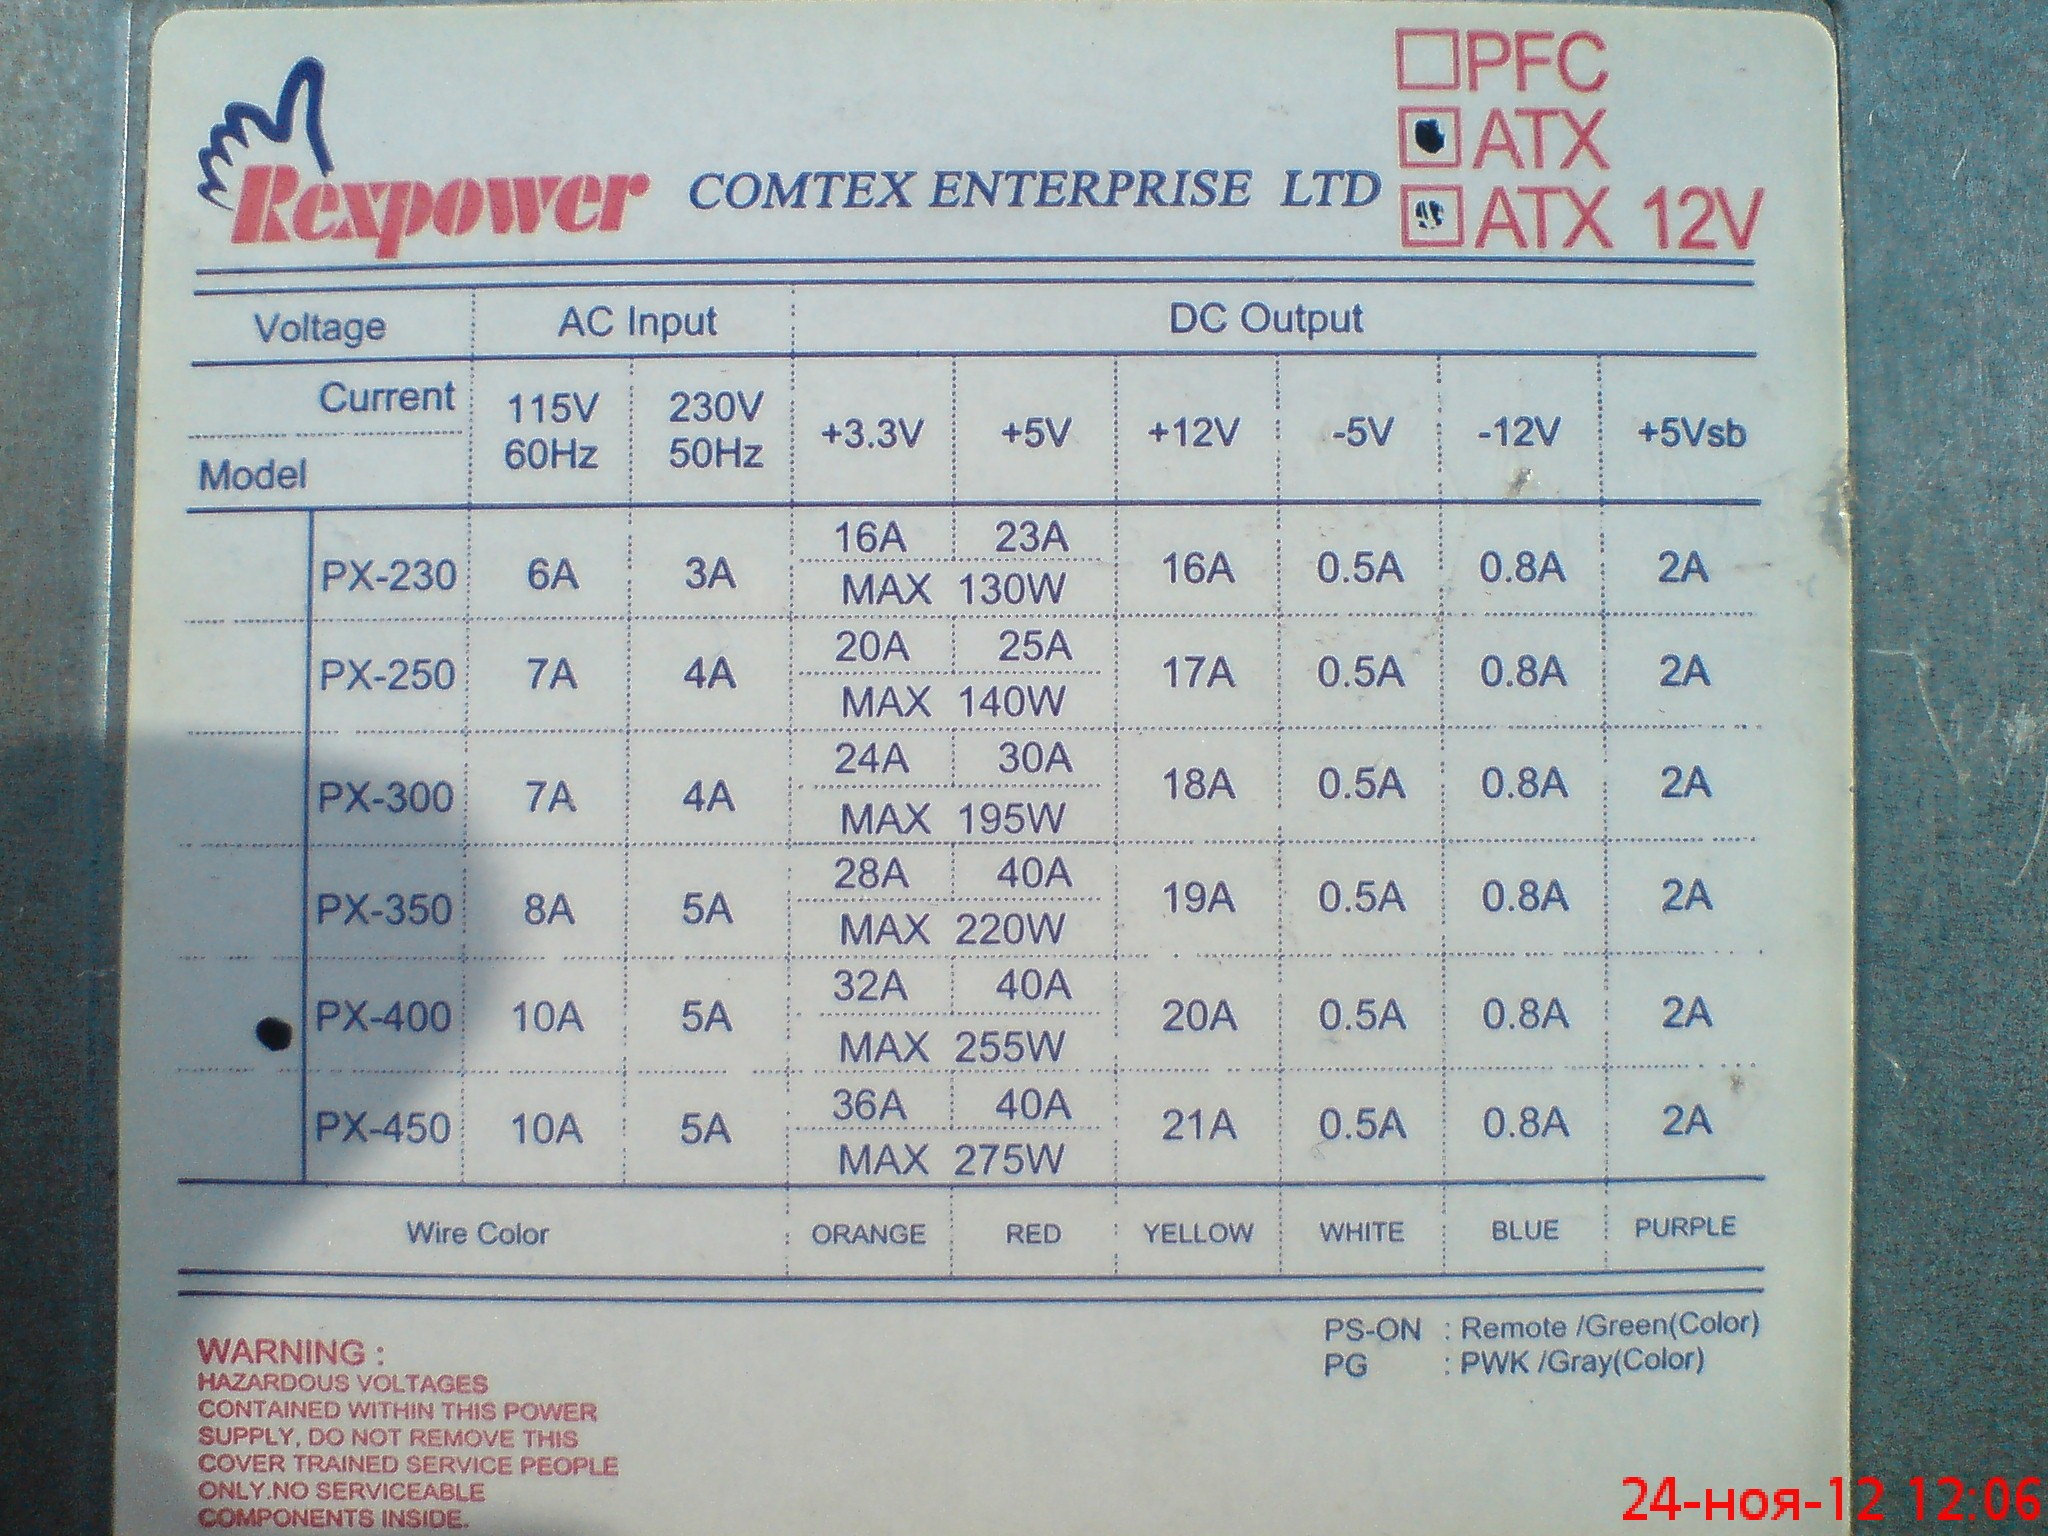 PFC
ATX
Rexpower COMTEX ENTERPRISE LTD
ATX 12V
Voltage AC Input DC Output
Current 115V 60Hz 230V 50Hz +3.3V +5V +12V -5V -12V +5Vsb
Model
16A 23A
PX-230 6A 3A 16A 0.5A 0.8A 2A
MAX 130W
20A 25A
PX-250 7A 4A 17A 0.5A 0.8A 2A
MAX 140W
24A 30A
PX-300 7A 4A 18A 0.5A 0.8A 2A
MAX 195W
28A 40A
PX-350 8A 5A 19A 0.5A 0.8A 2A
MAX 220W
32A 40A
PX-400 10A 5A 20A 0.5A 0.8A 2A
MAX 255W
36A 40A
PX-450 10A 5A 21A 0.5A 0.8A 2A
MAX 275W
Wire Color ORANGE RED YELLOW WHITE BLUE PURPLE
PS-ON : Remote /Green(Color)
PG : PWK /Gray(Color)
WARNING :
HAZARDOUS VOLTAGES
CONTAINED WITHIN THIS POWER
SUPPLY, DO NOT REMOVE THIS
COVER TRAINED SERVICE PEOPLE
ONLY.NO SERVICEABLE
COMPONENTS INSIDE.
24-ноя-12 12:06